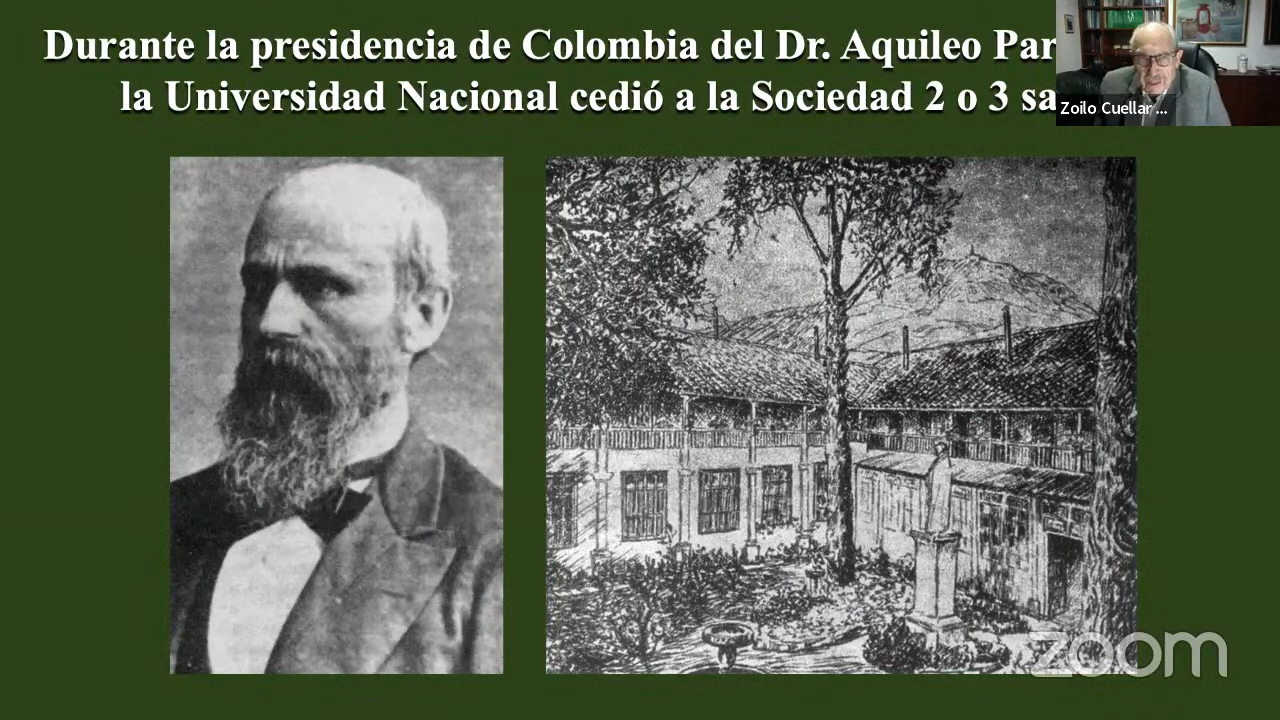 Durante la presidencia de Colombia del Dr. Aquileo Par
la Universidad Nacional cedió a la Sociedad 2 o 3 sa
Zoilo Cuellar ...
zoom